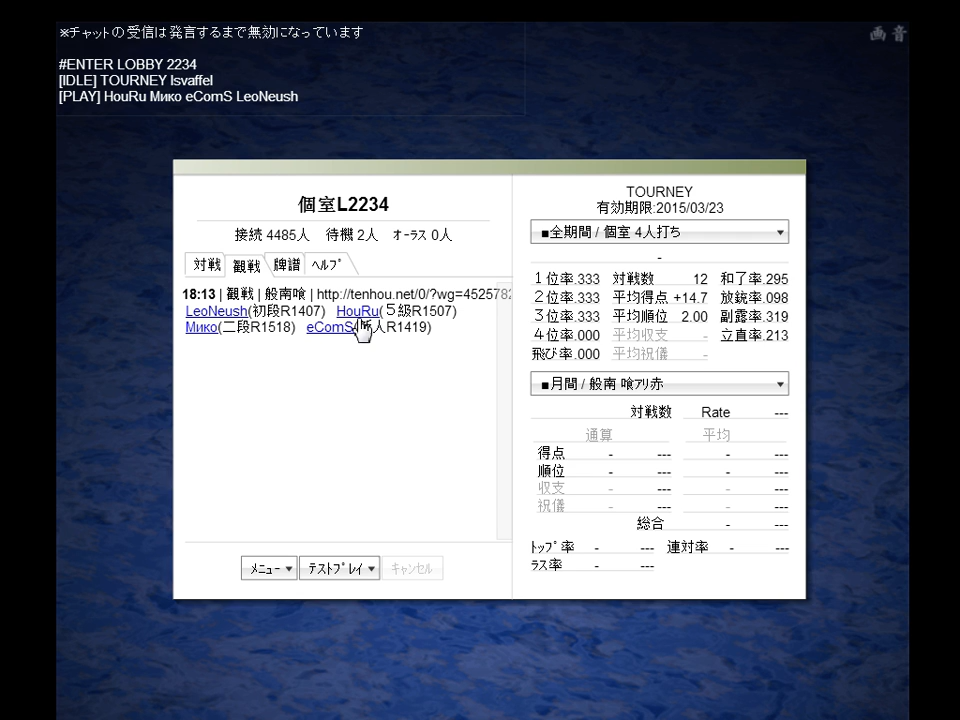 ※チャットの受信は発言するまで無効になっています
画 音
#ENTER LOBBY 2234
[IDLE] TOURNEY Isvaffel
[PLAY] HouRu Мико eComS LeoNeush
個室L2234
接続 4485人 待機 2人 オーラス 0人
対戦 観戦 牌譜 ヘルプ
18:13 | 観戦 | 般南喰 | http://tenhou.net/0/?wg=4525782
LeoNeush(初段R1407) HouRu(５級R1507)
Мико(二段R1518) eComS 人R1419)
メニュー テストプレイ キャンセル
TOURNEY
有効期限:2015/03/23
■全期間 / 個室 4人打ち
-
１位率.333 対戦数 12 和了率.295
２位率.333 平均得点 +14.7 放銃率.098
３位率.333 平均順位 2.00 副露率.319
４位率.000 平均収支 - 立直率.213
飛び率.000 平均祝儀 -
■月間 / 般南 喰アリ赤
対戦数 Rate ---
通算 平均
得点 - --- - ---
順位 - --- - ---
収支 - --- - ---
祝儀 - --- - ---
総合 - ---
トップ率 - --- 連対率 - ---
ラス率 - ---